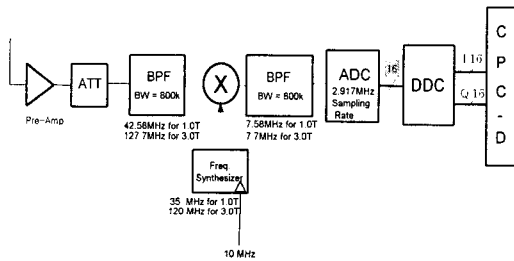 Pre-Amp
ATT
BPF
BW = 800k
42.58MHz for 1.0T
127.7MHz for 3.0T
X
BPF
BW = 800k
7.58MHz for 1.0T
7.7MHz for 3.0T
ADC
2.917MHz
Sampling
Rate
16
DDC
I 16
Q 16
C
P
C
-
D
Freq.
Synthesizer
35 MHz for 1.0T
120 MHz for 3.0T
10 MHz